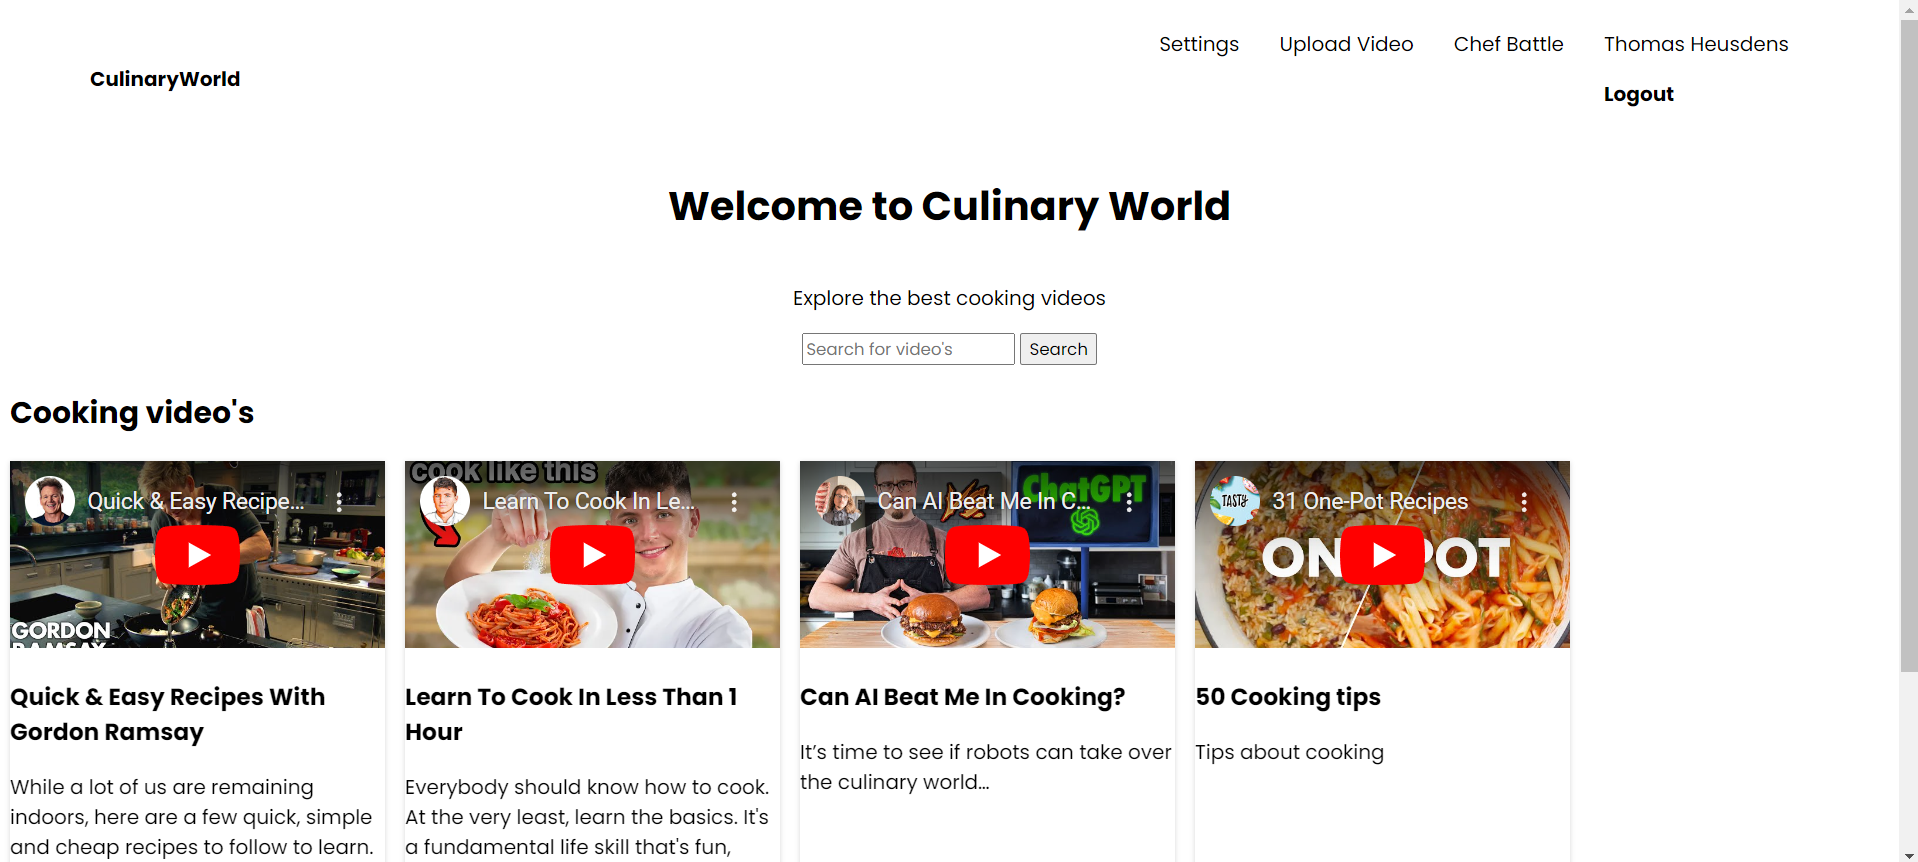 Settings Upload Video Chef Battle Thomas Heusdens
CulinaryWorld
Logout
Welcome to Culinary World
Explore the best cooking videos
Search for video's Search
Cooking video's
Quick & Easy Recipe...
GORDON
RAMSAY
Quick & Easy Recipes With
Gordon Ramsay
While a lot of us are remaining
indoors, here are a few quick, simple
and cheap recipes to follow to learn.
cook like this
Learn To Cook In Le...
Learn To Cook In Less Than 1
Hour
Everybody should know how to cook.
At the very least, learn the basics. It's
a fundamental life skill that's fun,
Can AI Beat Me In C...
ChatGPT
Can AI Beat Me In Cooking?
It’s time to see if robots can take over
the culinary world...
TASTY
31 One-Pot Recipes
50 Cooking tips
Tips about cooking